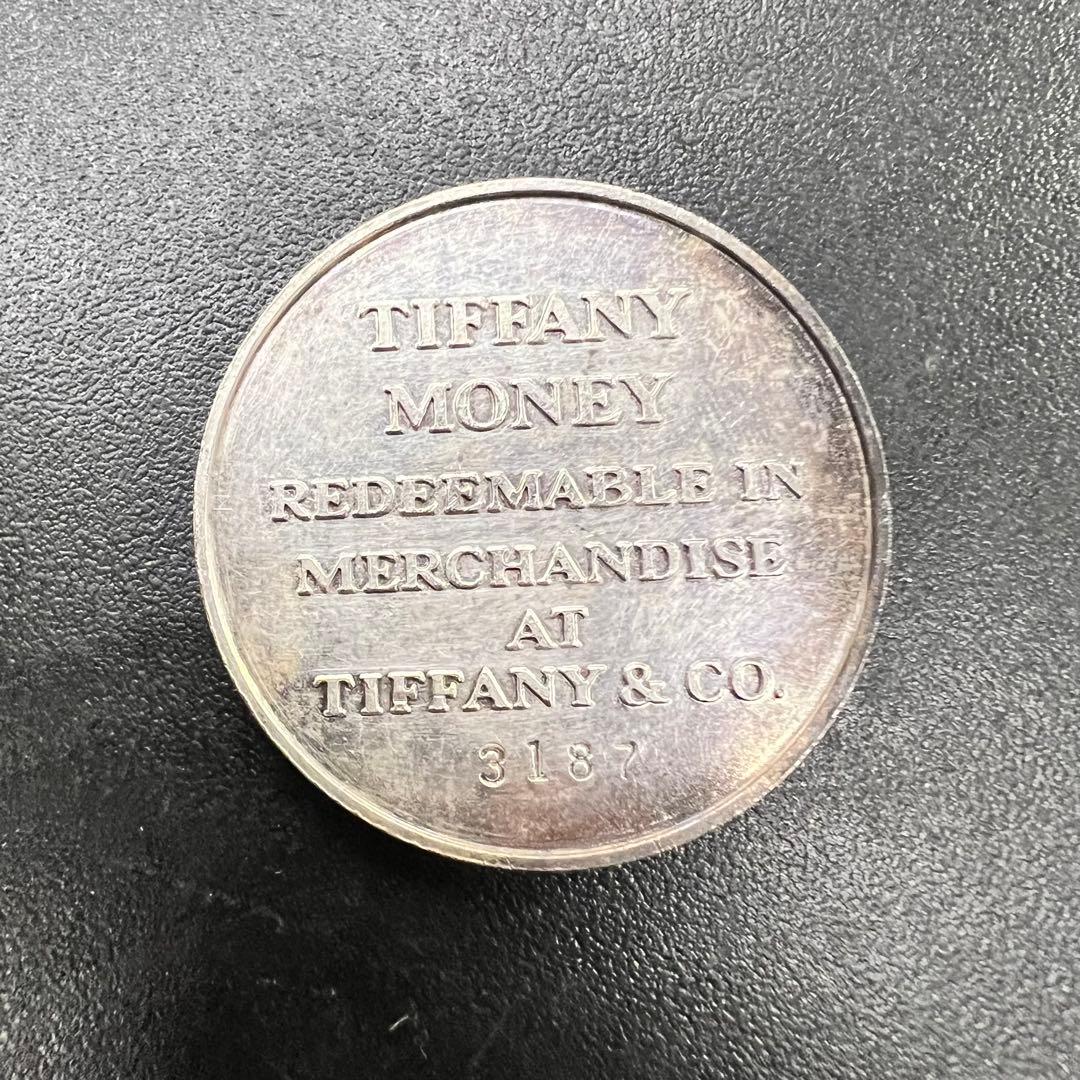 TIFFANY
MONEY
REDEEMABLE IN
MERCHANDISE
AT
TIFFANY & CO.
3187